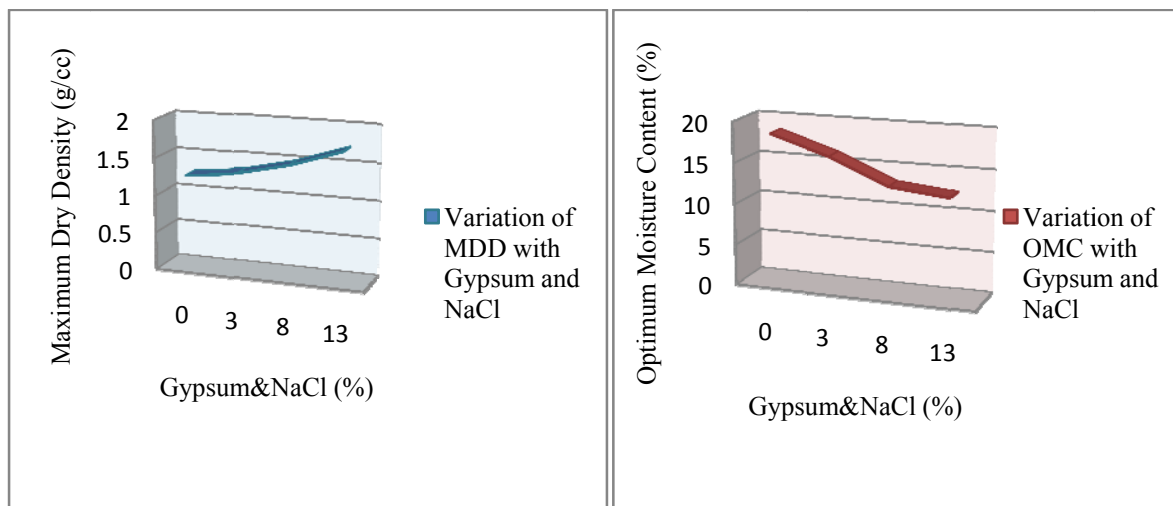 Maximum Dry Density (g/cc)
2
1.5
1
0.5
0
0 3 8 13
Gypsum&NaCl (%)
Variation of
MDD with
Gypsum and
NaCl
Optimum Moisture Content (%)
20
15
10
5
0
0 3 8 13
Gypsum&NaCl (%)
Variation of
OMC with
Gypsum and
NaCl